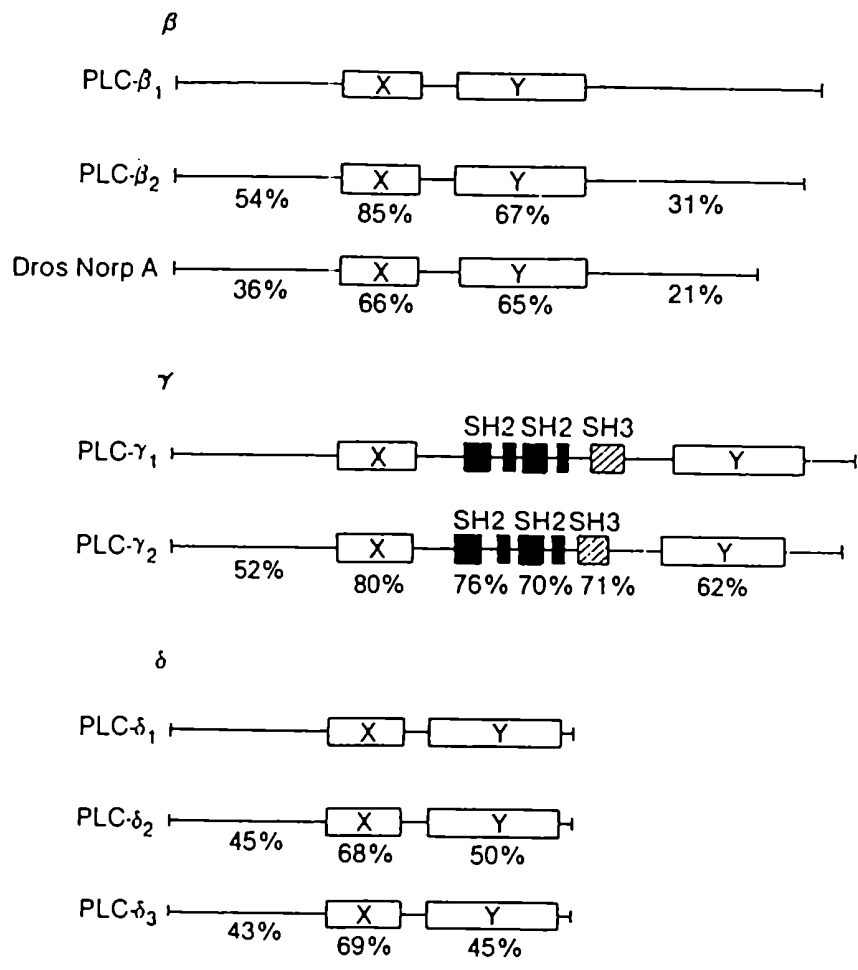 β
PLC-β₁ X Y
PLC-β₂ X Y
54% 85% 67% 31%
Dros Norp A X Y
36% 66% 65% 21%
γ
SH2 SH2 SH3
PLC-γ₁ X Y
SH2 SH2 SH3
PLC-γ₂ X Y
52% 80% 76% 70% 71% 62%
δ
PLC-δ₁ X Y
PLC-δ₂ X Y
45% 68% 50%
PLC-δ₃ X Y
43% 69% 45%